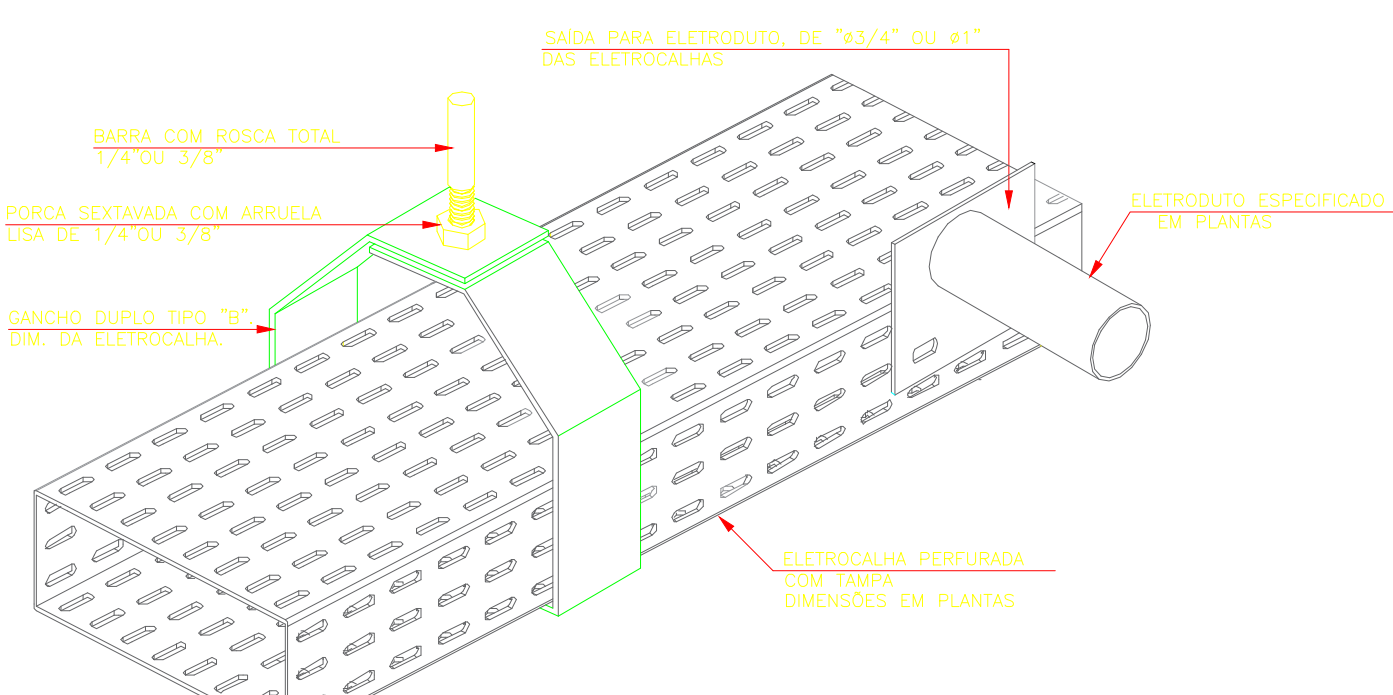 SAÍDA PARA ELETRODUTO, DE "ø3/4" OU ø1"
DAS ELETROCALHAS
BARRA COM ROSCA TOTAL
1/4"OU 3/8"
PORCA SEXTAVADA COM ARRUELA
LISA DE 1/4"OU 3/8"
ELETRODUTO ESPECIFICADO
EM PLANTAS
GANCHO DUPLO TIPO "B".
DIM. DA ELETROCALHA.
ELETROCALHA PERFURADA
COM TAMPA
DIMENSÕES EM PLANTAS